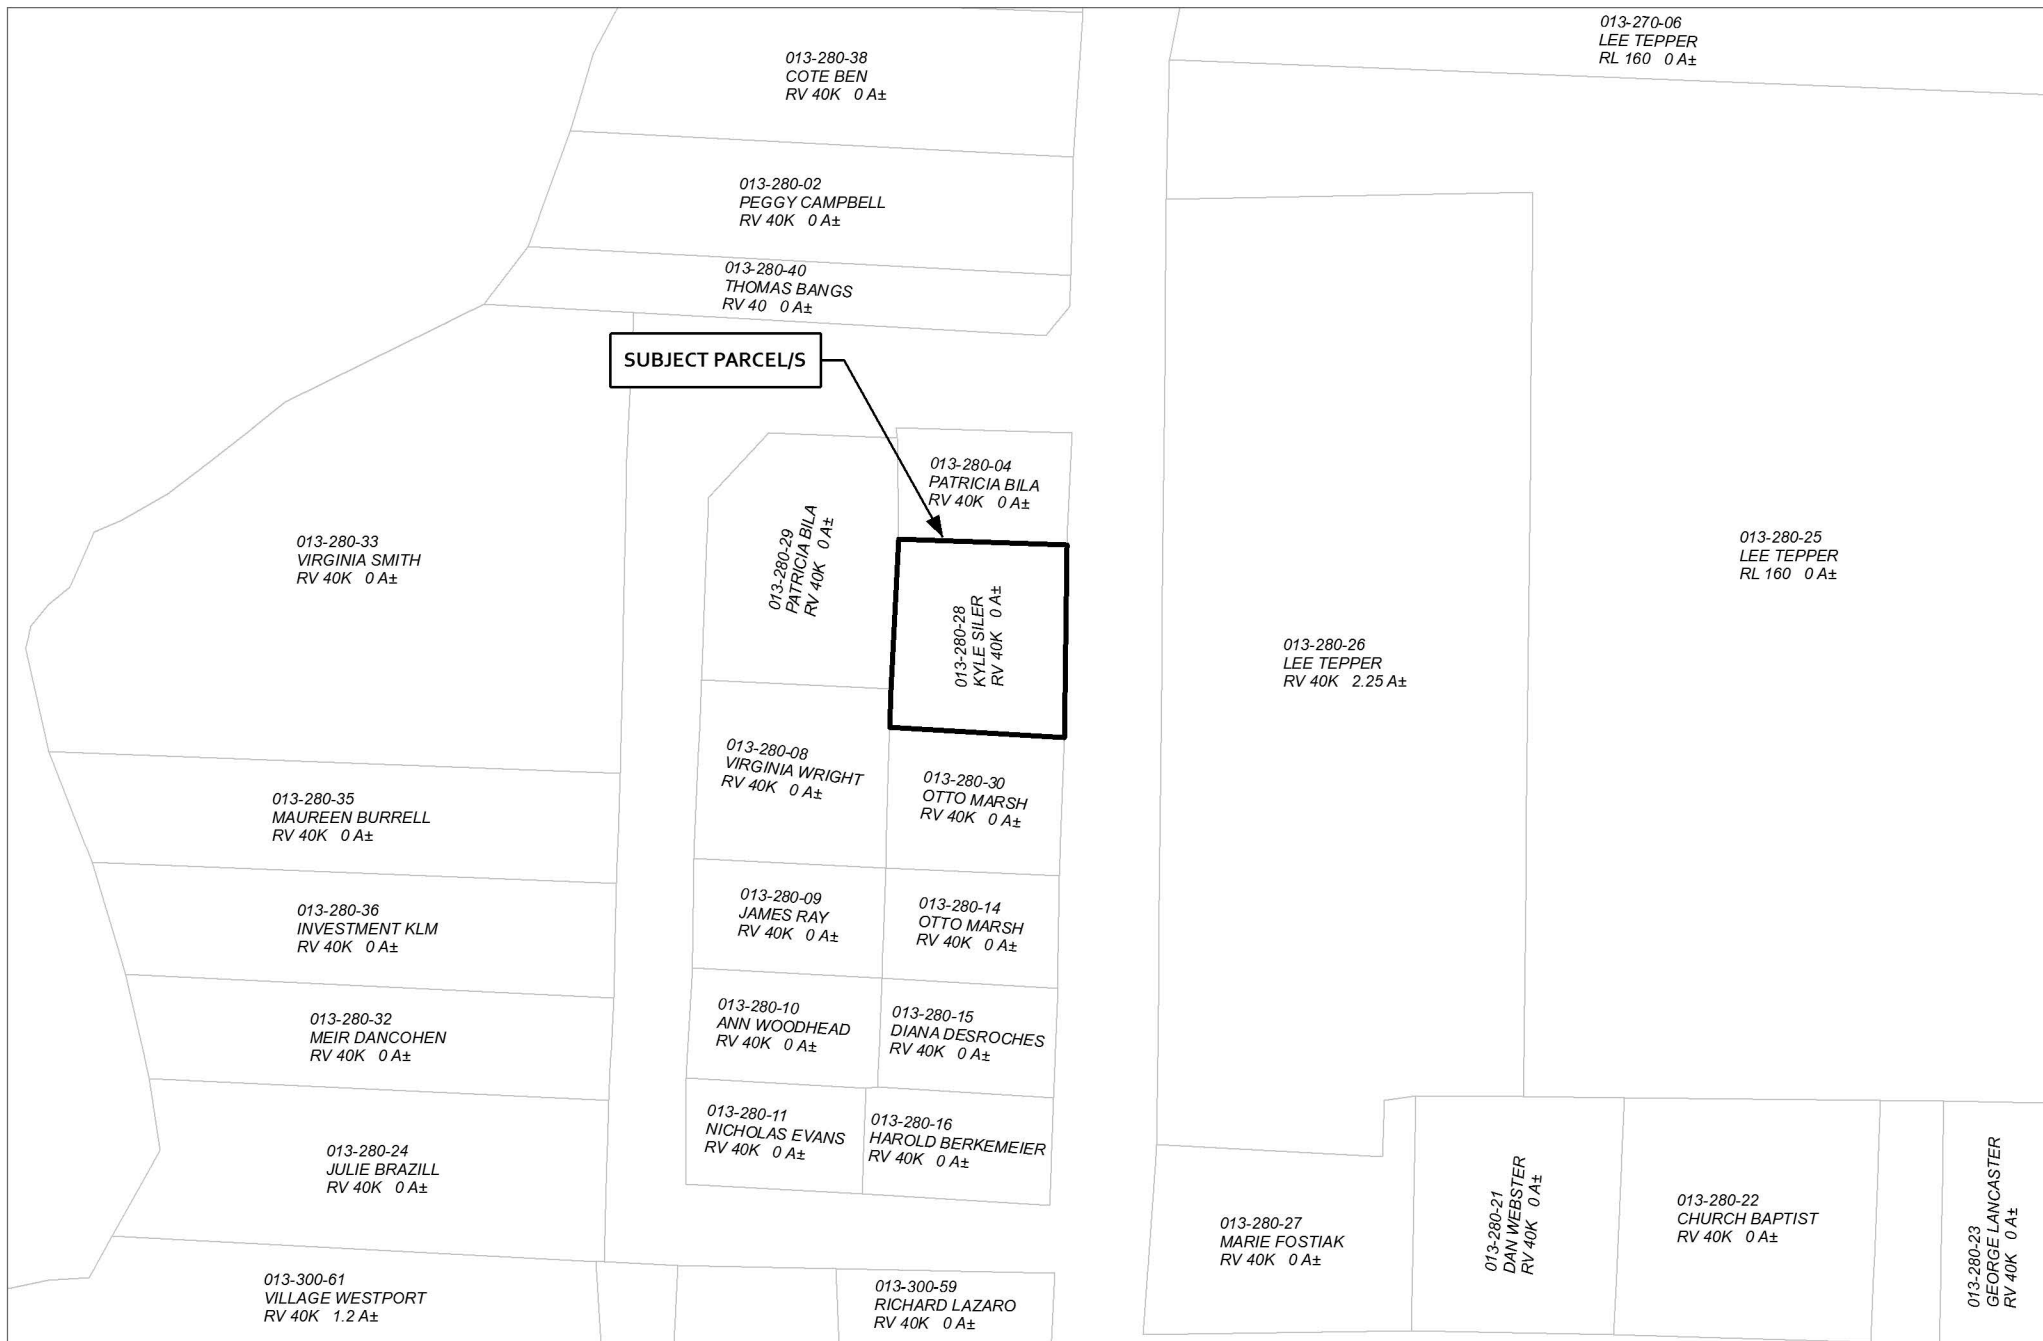 013-270-06
LEE TEPPER
RL 160 0 A±
013-280-38
COTE BEN
RV 40K 0 A±
013-280-02
PEGGY CAMPBELL
RV 40K 0 A±
013-280-40
THOMAS BANGS
RV 40 0 A±
SUBJECT PARCEL/S
013-280-04
PATRICIA BILA
RV 40K 0 A±
013-280-29
PATRICIA BILA
RV 40K 0 A±
013-280-33
VIRGINIA SMITH
RV 40K 0 A±
013-280-25
LEE TEPPER
RL 160 0 A±
013-280-28
KYLE SILER
RV 40K 0 A±
013-280-26
LEE TEPPER
RV 40K 2.25 A±
013-280-08
VIRGINIA WRIGHT
RV 40K 0 A±
013-280-30
OTTO MARSH
RV 40K 0 A±
013-280-35
MAUREEN BURRELL
RV 40K 0 A±
013-280-09
JAMES RAY
RV 40K 0 A±
013-280-14
OTTO MARSH
RV 40K 0 A±
013-280-36
INVESTMENT KLM
RV 40K 0 A±
013-280-10
ANN WOODHEAD
RV 40K 0 A±
013-280-15
DIANA DESROCHES
RV 40K 0 A±
013-280-32
MEIR DANCOHEN
RV 40K 0 A±
013-280-11
NICHOLAS EVANS
RV 40K 0 A±
013-280-16
HAROLD BERKEMEIER
RV 40K 0 A±
013-280-24
JULIE BRAZILL
RV 40K 0 A±
013-280-27
MARIE FOSTIAK
RV 40K 0 A±
013-280-21
DAN WEBSTER
RV 40K 0 A±
013-280-22
CHURCH BAPTIST
RV 40K 0 A±
013-280-23
GEORGE LANCASTER
RV 40K 0 A±
013-300-61
VILLAGE WESTPORT
RV 40K 1.2 A±
013-300-59
RICHARD LAZARO
RV 40K 0 A±